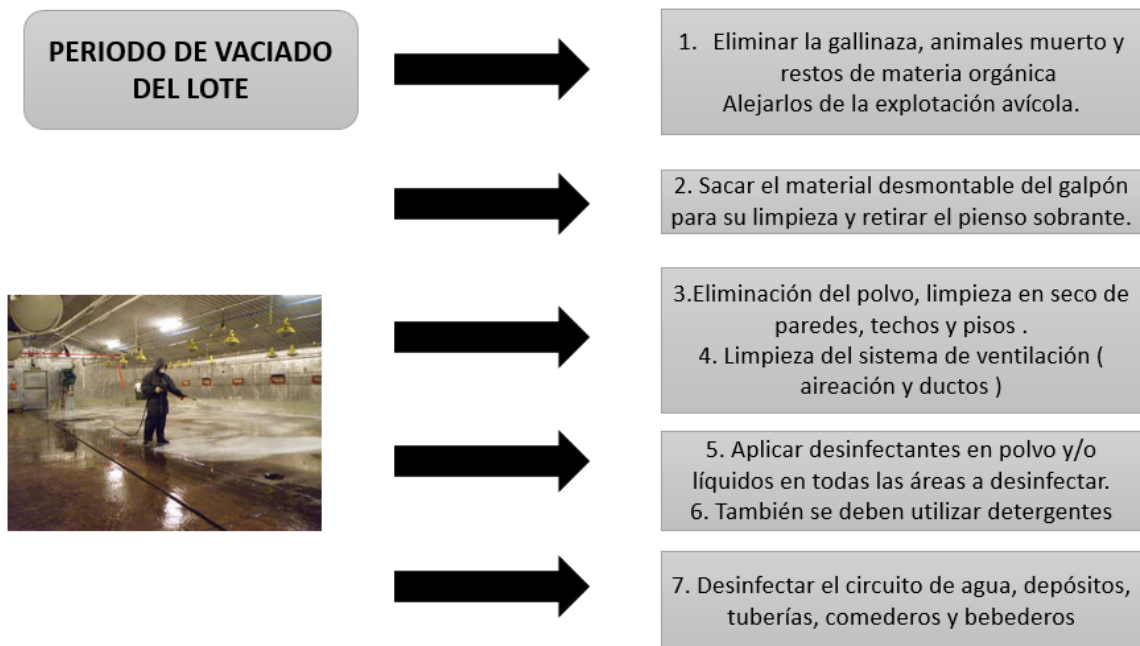 PERIODO DE VACIADO
DEL LOTE
1. Eliminar la gallinaza, animales muerto y
restos de materia orgánica
Alejarlos de la explotación avícola.
2. Sacar el material desmontable del galpón
para su limpieza y retirar el pienso sobrante.
3.Eliminación del polvo, limpieza en seco de
paredes, techos y pisos .
4. Limpieza del sistema de ventilación (
aireación y ductos )
5. Aplicar desinfectantes en polvo y/o
líquidos en todas las áreas a desinfectar.
6. También se deben utilizar detergentes
7. Desinfectar el circuito de agua, depósitos,
tuberías, comederos y bebederos